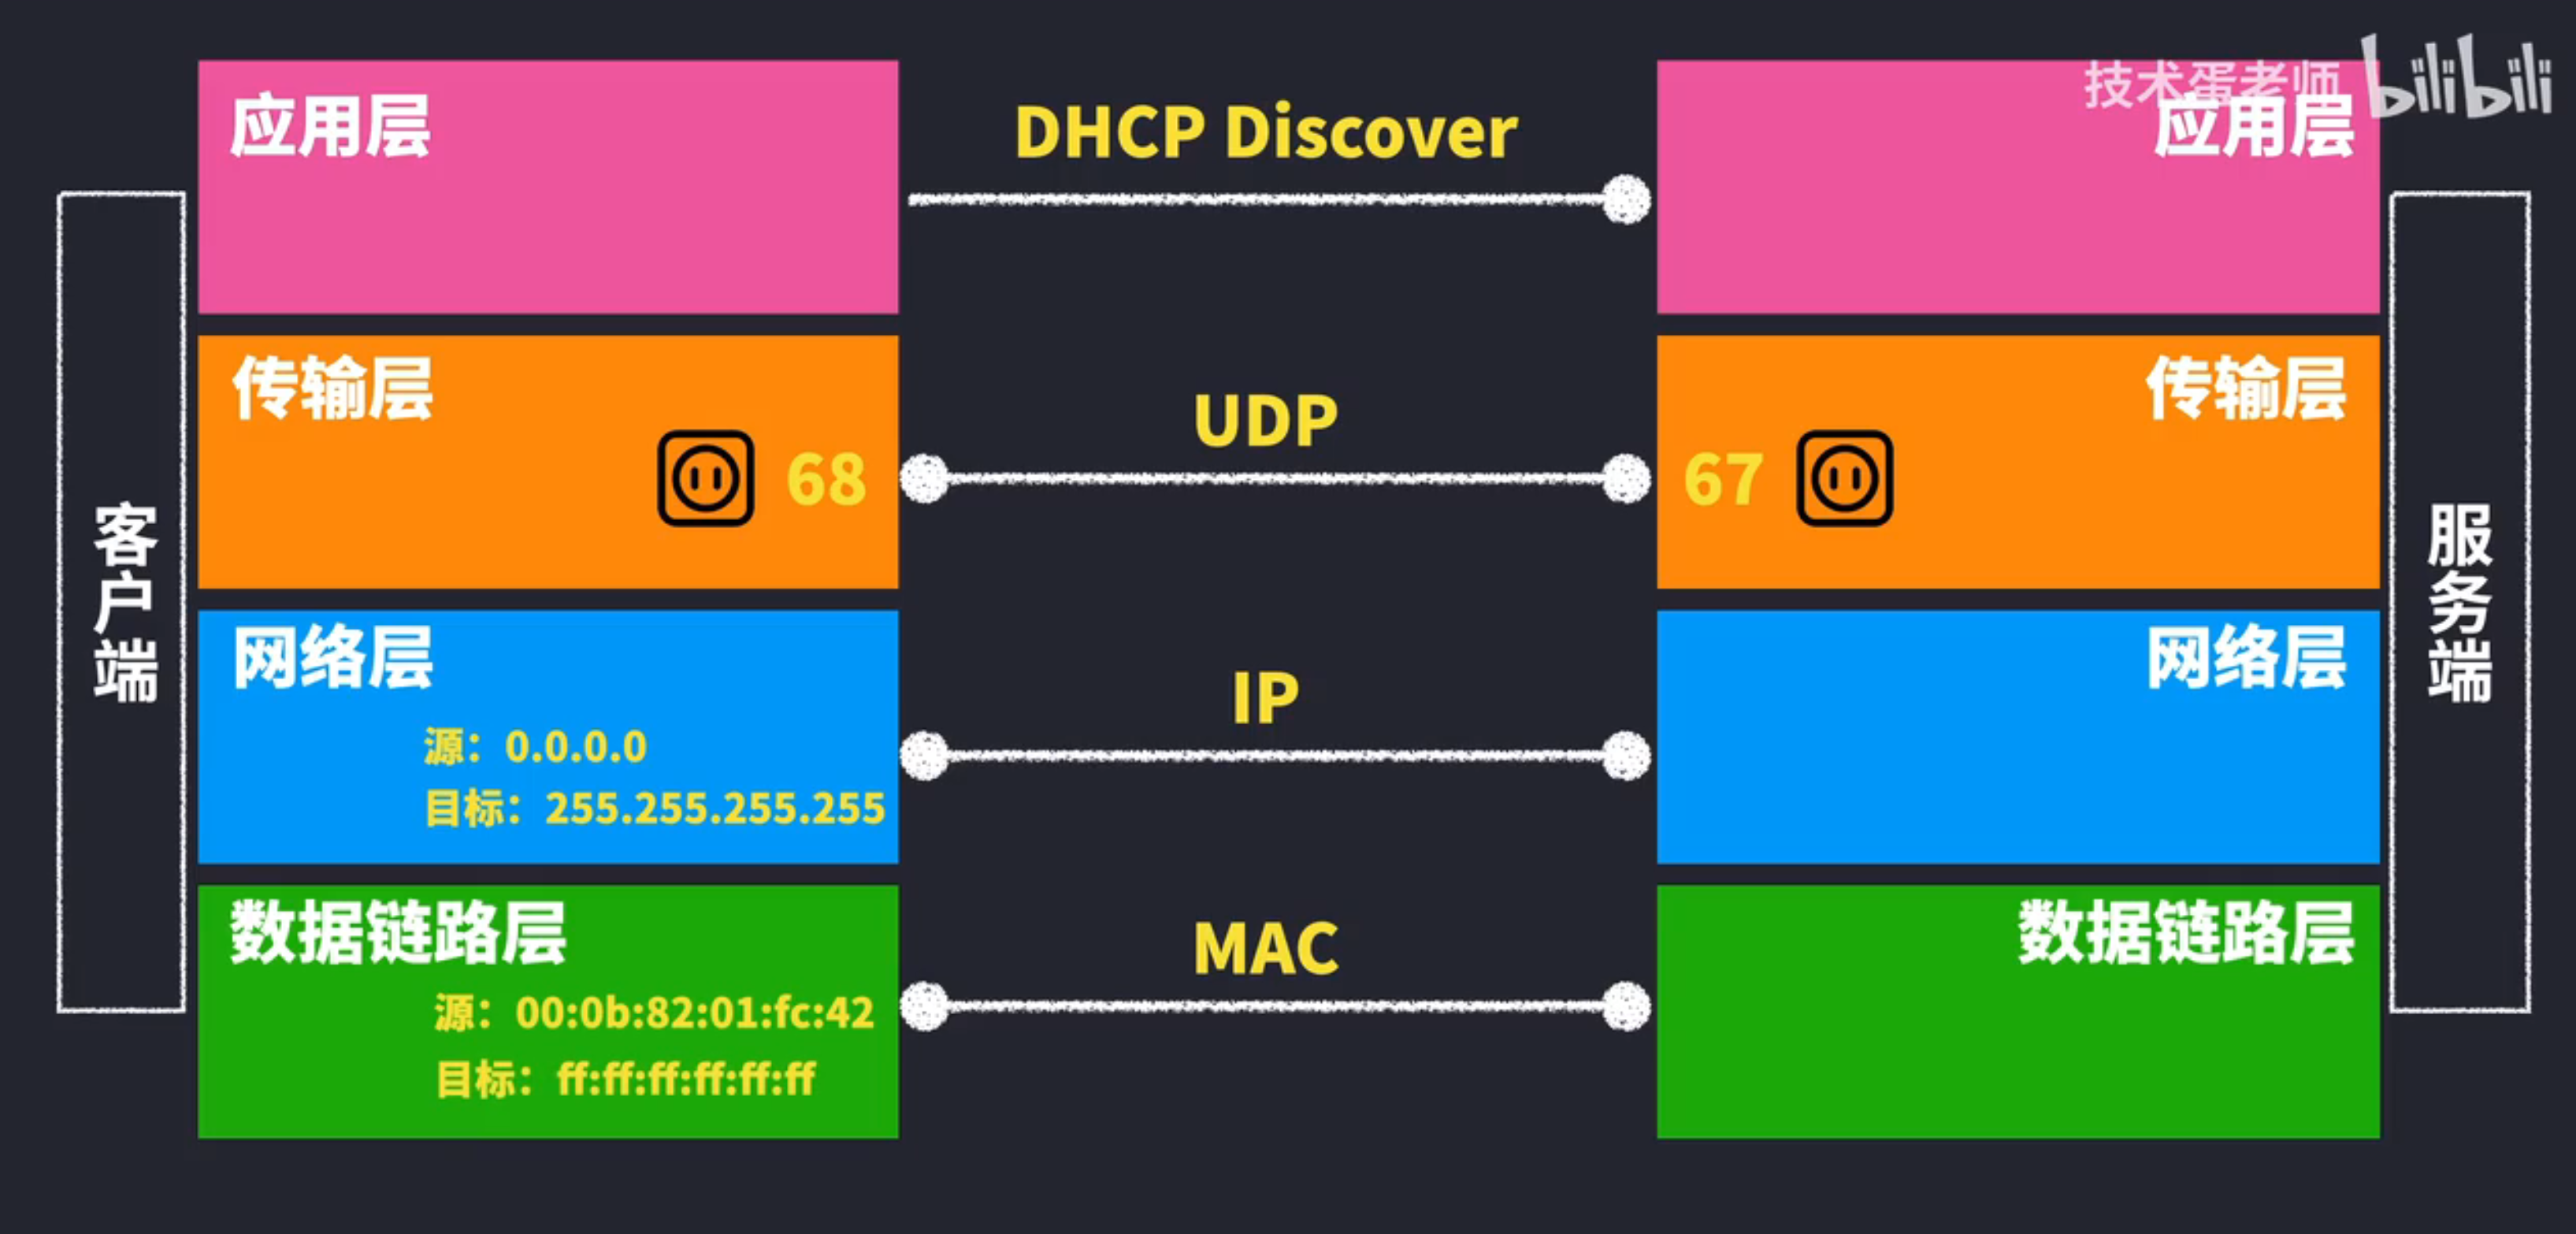 技术蛋老师 bilibili
应用层
DHCP Discover
应用层
传输层
68
UDP
67
传输层
客户端
服务端
网络层
源：0.0.0.0
目标：255.255.255.255
IP
网络层
数据链路层
源：00:0b:82:01:fc:42
目标：ff:ff:ff:ff:ff:ff
MAC
数据链路层